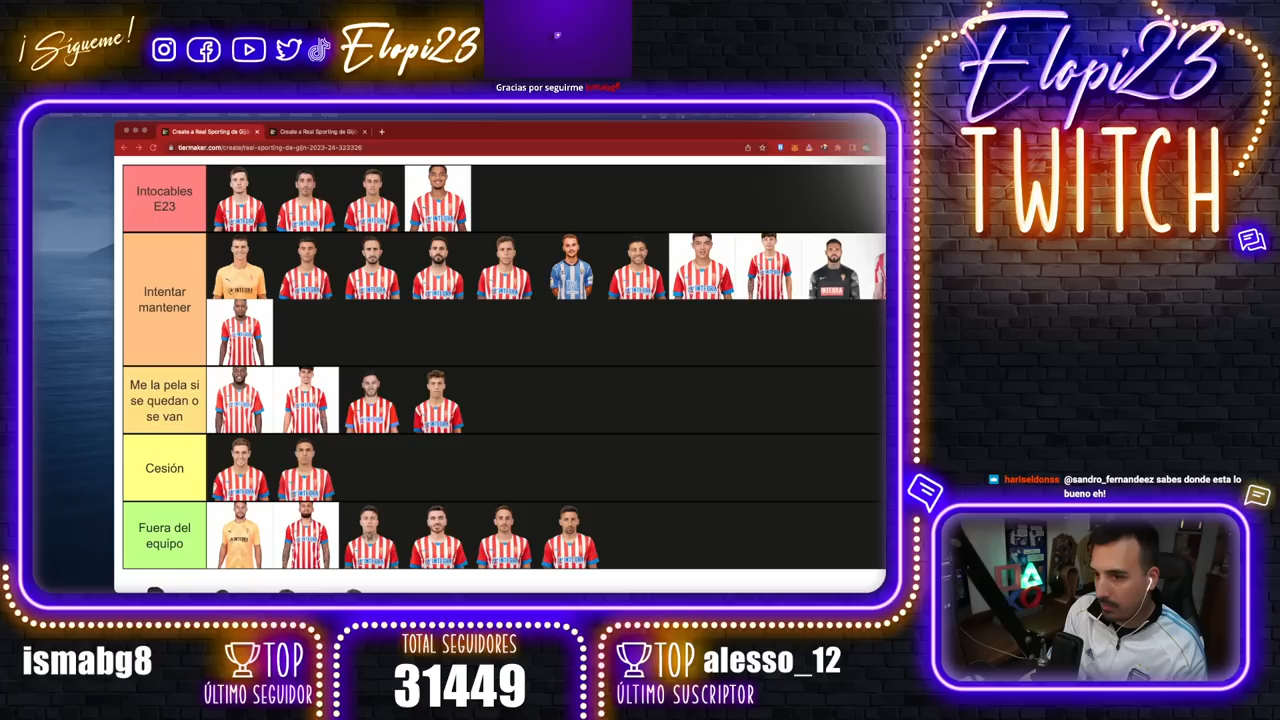 ¡Sígueme!
Elopi23
Gracias por seguirme ismabg8
Elopi23
TWITCH
Create a Real Sporting de Gijó
Create a Real Sporting de Gijó
tiermaker.com/create/real-sporting-de-gijn-2023-24-323326
Intocables
E23
Intentar
mantener
Me la pela si
se quedan o
se van
Cesión
Fuera del
equipo
hariseldonss @sandro_fernandeez sabes donde esta lo
bueno eh!
ismabg8
TOP
ÚLTIMO SEGUIDOR
TOTAL SEGUIDORES
31449
TOP alesso_12
ÚLTIMO SUSCRIPTOR